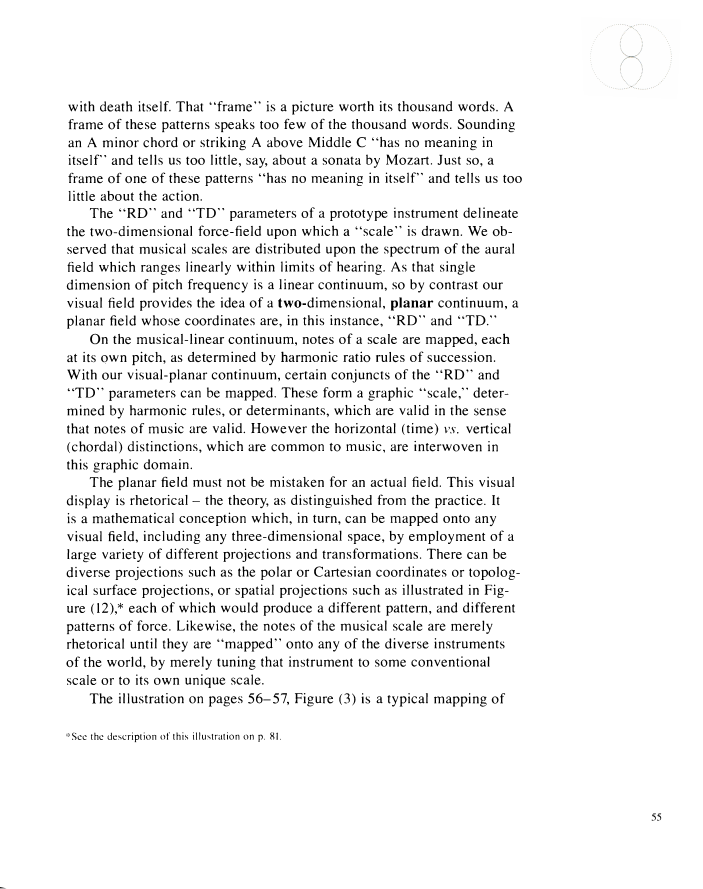 with death itself. That “frame” is a picture worth its thousand words. A
frame of these patterns speaks too few of the thousand words. Sounding
an A minor chord or striking A above Middle C “has no meaning in
itself” and tells us too little, say, about a sonata by Mozart. Just so, a
frame of one of these patterns “has no meaning in itself” and tells us too
little about the action.
The “RD” and “TD” parameters of a prototype instrument delineate
the two-dimensional force-field upon which a “scale” is drawn. We ob-
served that musical scales are distributed upon the spectrum of the aural
field which ranges linearly within limits of hearing. As that single
dimension of pitch frequency is a linear continuum, so by contrast our
visual field provides the idea of a two-dimensional, planar continuum, a
planar field whose coordinates are, in this instance, “RD” and “TD.”
On the musical-linear continuum, notes of a scale are mapped, each
at its own pitch, as determined by harmonic ratio rules of succession.
With our visual-planar continuum, certain conjuncts of the “RD” and
“TD” parameters can be mapped. These form a graphic “scale,” deter-
mined by harmonic rules, or determinants, which are valid in the sense
that notes of music are valid. However the horizontal (time) vs. vertical
(chordal) distinctions, which are common to music, are interwoven in
this graphic domain.
The planar field must not be mistaken for an actual field. This visual
display is rhetorical – the theory, as distinguished from the practice. It
is a mathematical conception which, in turn, can be mapped onto any
visual field, including any three-dimensional space, by employment of a
large variety of different projections and transformations. There can be
diverse projections such as the polar or Cartesian coordinates or topolog-
ical surface projections, or spatial projections such as illustrated in Fig-
ure (12),* each of which would produce a different pattern, and different
patterns of force. Likewise, the notes of the musical scale are merely
rhetorical until they are “mapped” onto any of the diverse instruments
of the world, by merely tuning that instrument to some conventional
scale or to its own unique scale.
The illustration on pages 56–57, Figure (3) is a typical mapping of
*See the description of this illustration on p. 81.
55